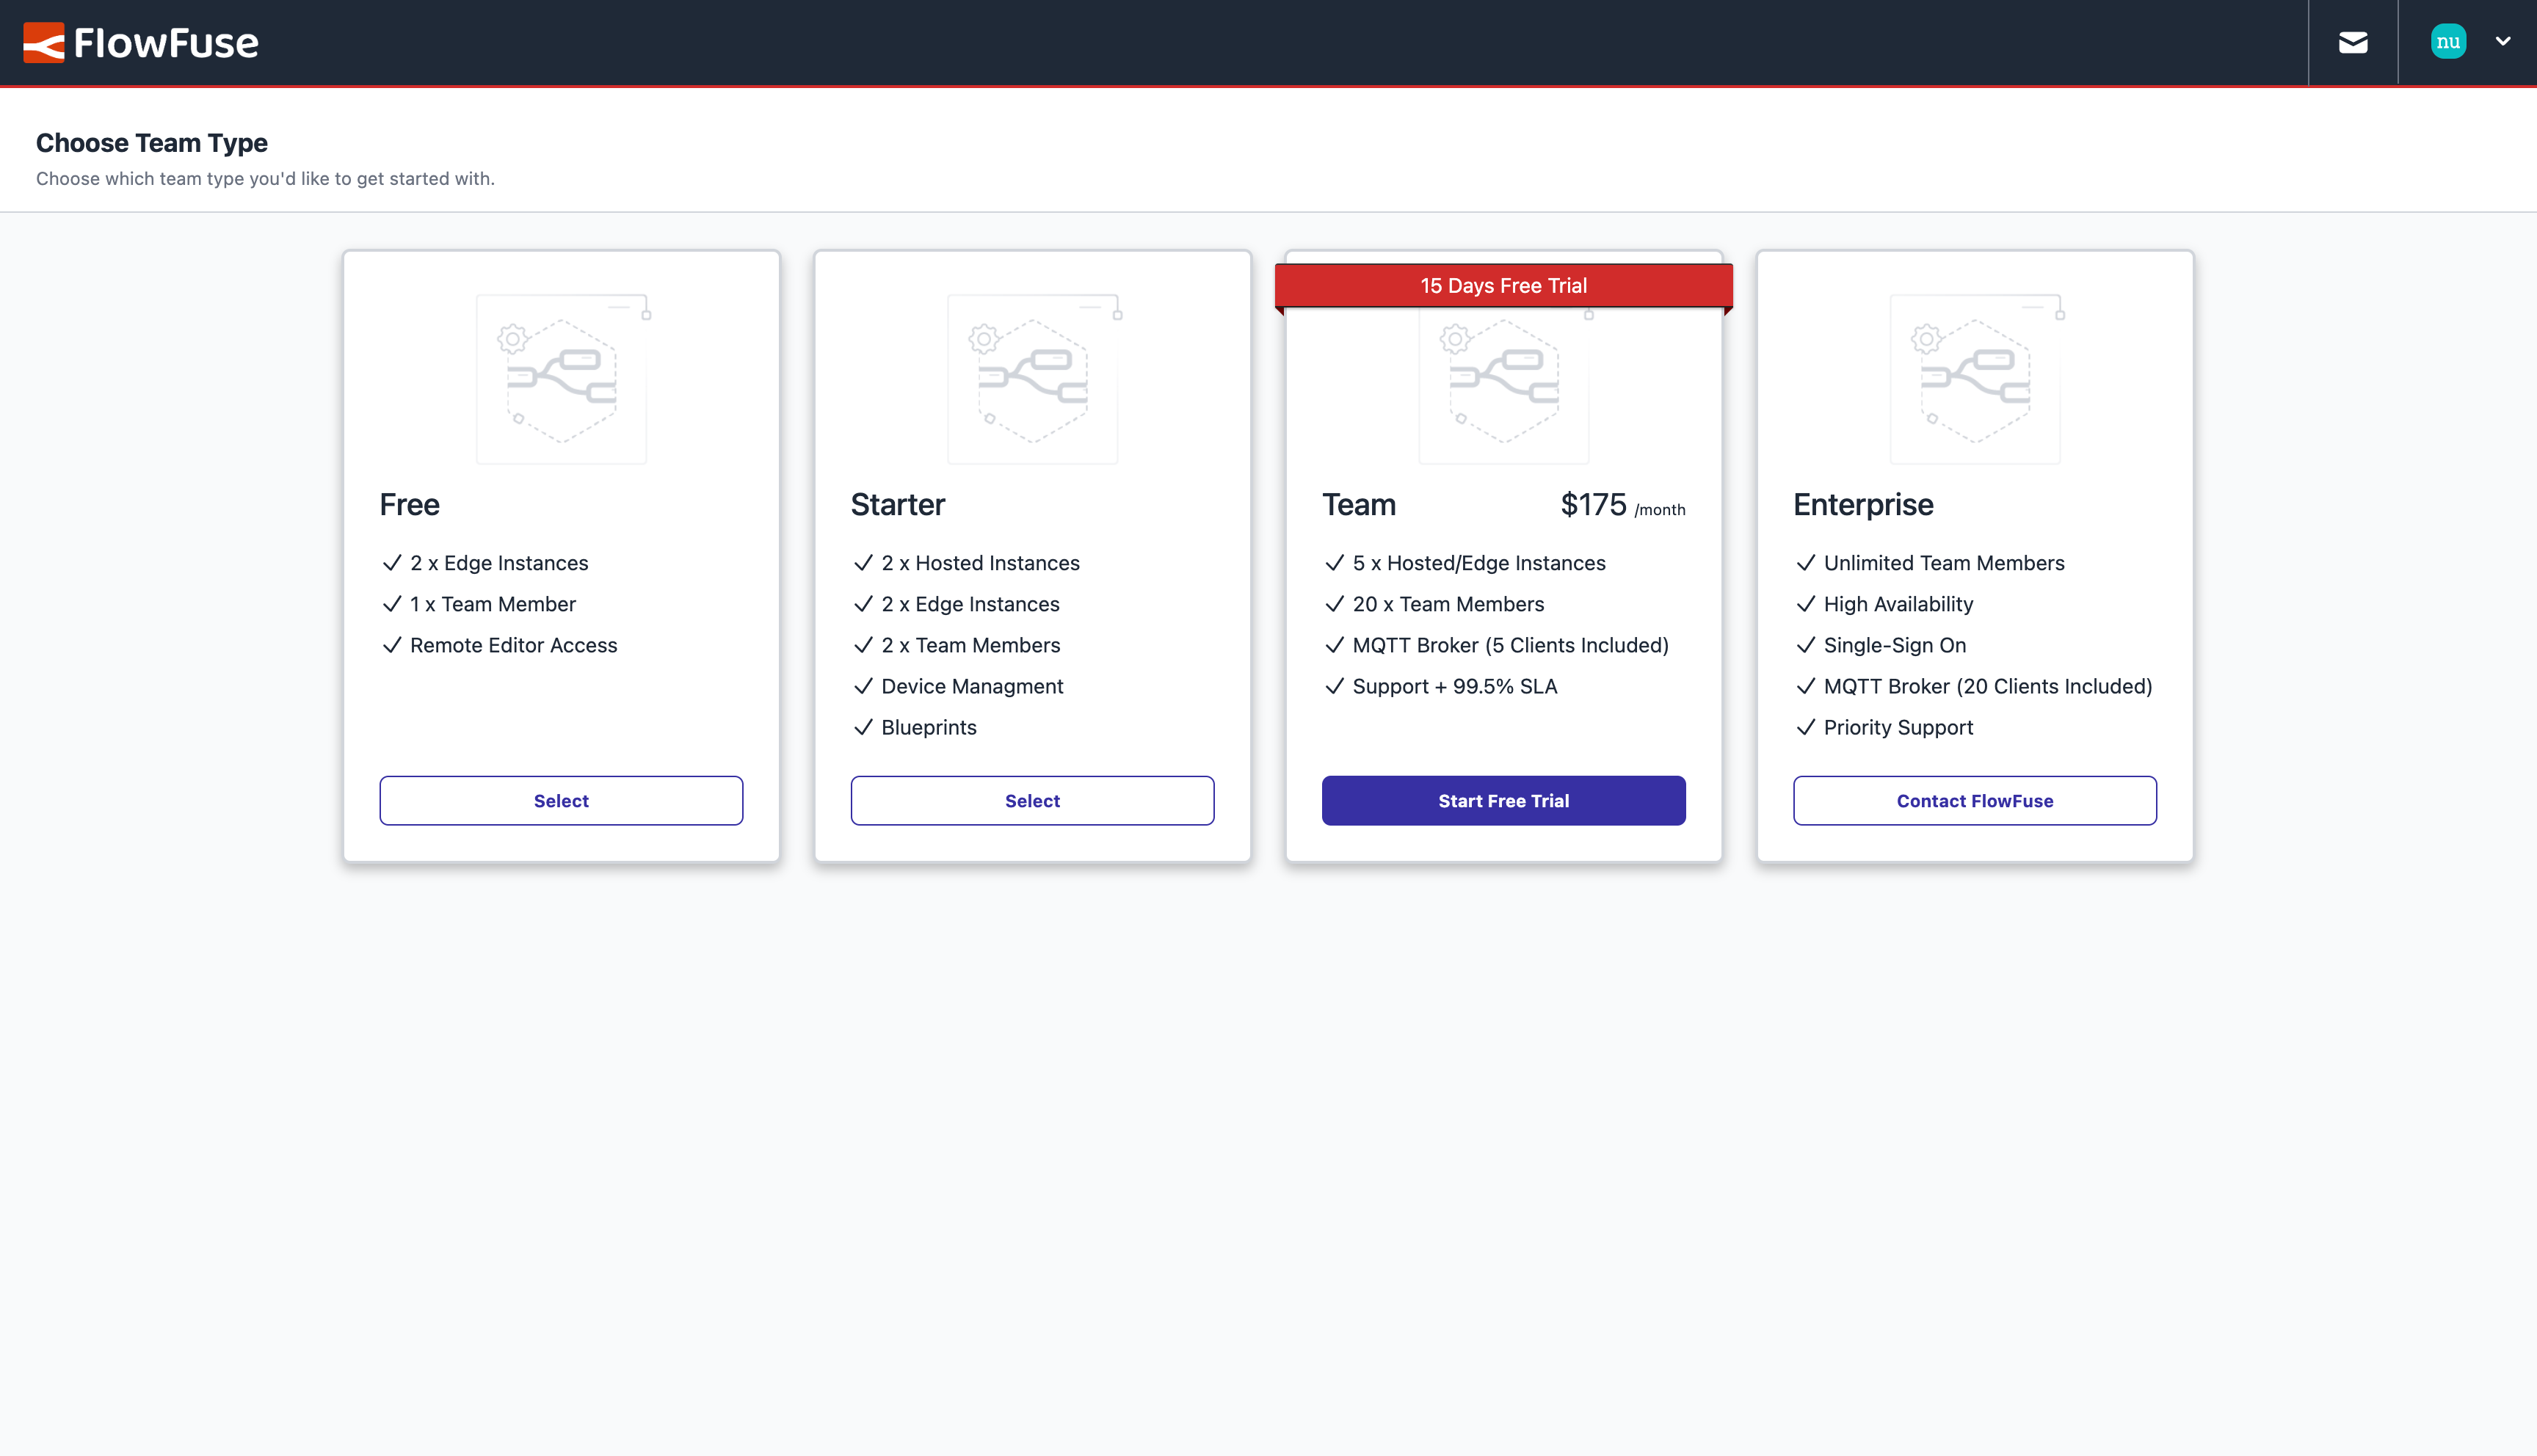 FlowFuse
nu
Choose Team Type
Choose which team type you'd like to get started with.
Free
2 x Edge Instances
1 x Team Member
Remote Editor Access
Select
Starter
2 x Hosted Instances
2 x Edge Instances
2 x Team Members
Device Managment
Blueprints
Select
15 Days Free Trial
Team $175 /month
5 x Hosted/Edge Instances
20 x Team Members
MQTT Broker (5 Clients Included)
Support + 99.5% SLA
Start Free Trial
Enterprise
Unlimited Team Members
High Availability
Single-Sign On
MQTT Broker (20 Clients Included)
Priority Support
Contact FlowFuse